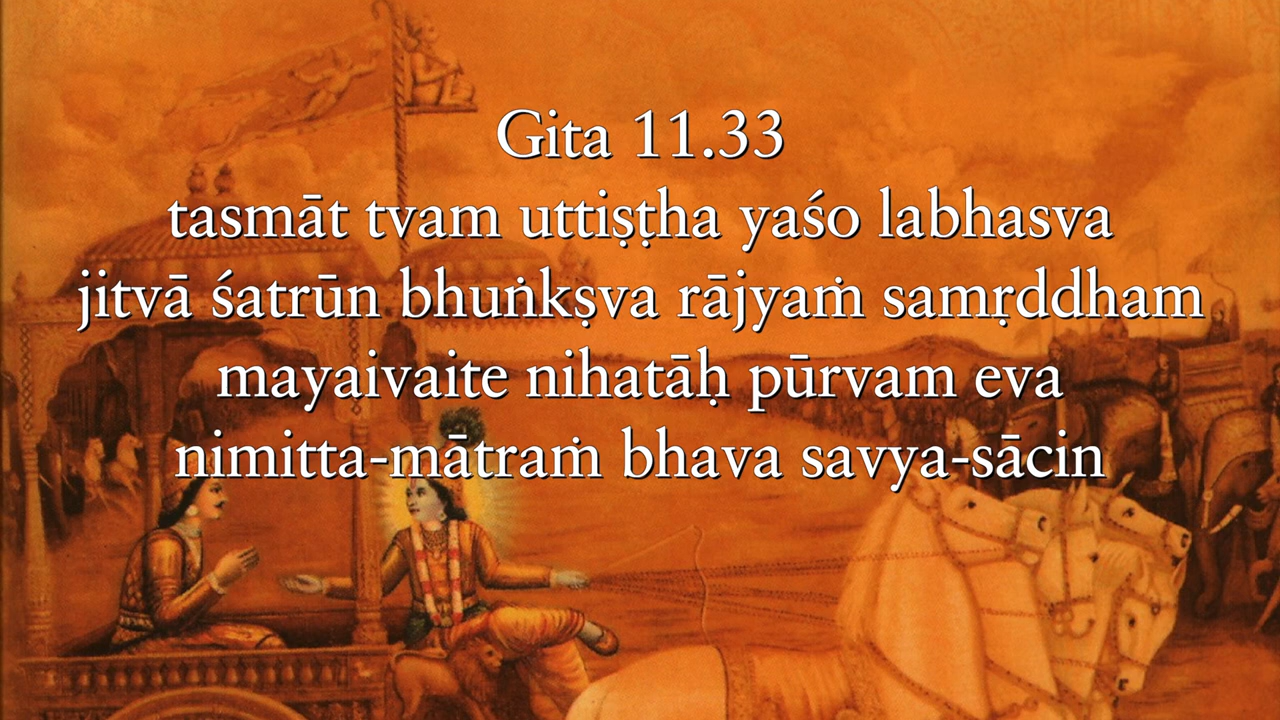 Gita 11.33
tasmāt tvam uttiṣṭha yaśo labhasva
jitvā śatrūn bhuṅkṣva rājyaṁ samṛddham
mayaivaite nihatāḥ pūrvam eva
nimitta-mātraṁ bhava savya-sācin